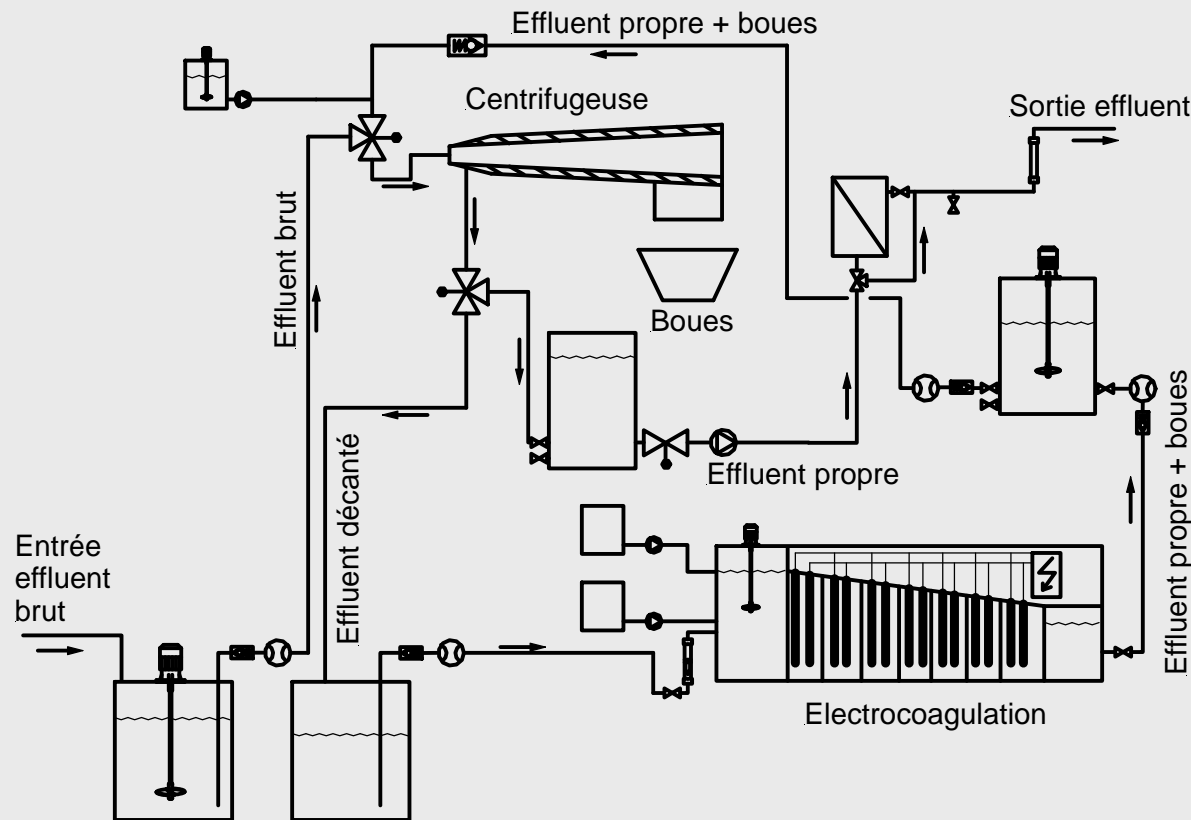 Effluent propre + boues
Centrifugeuse
Sortie effluent
Effluent brut
Boues
Effluent propre
Effluent décanté
Effluent propre + boues
Entrée
effluent
brut
Electrocoagulation